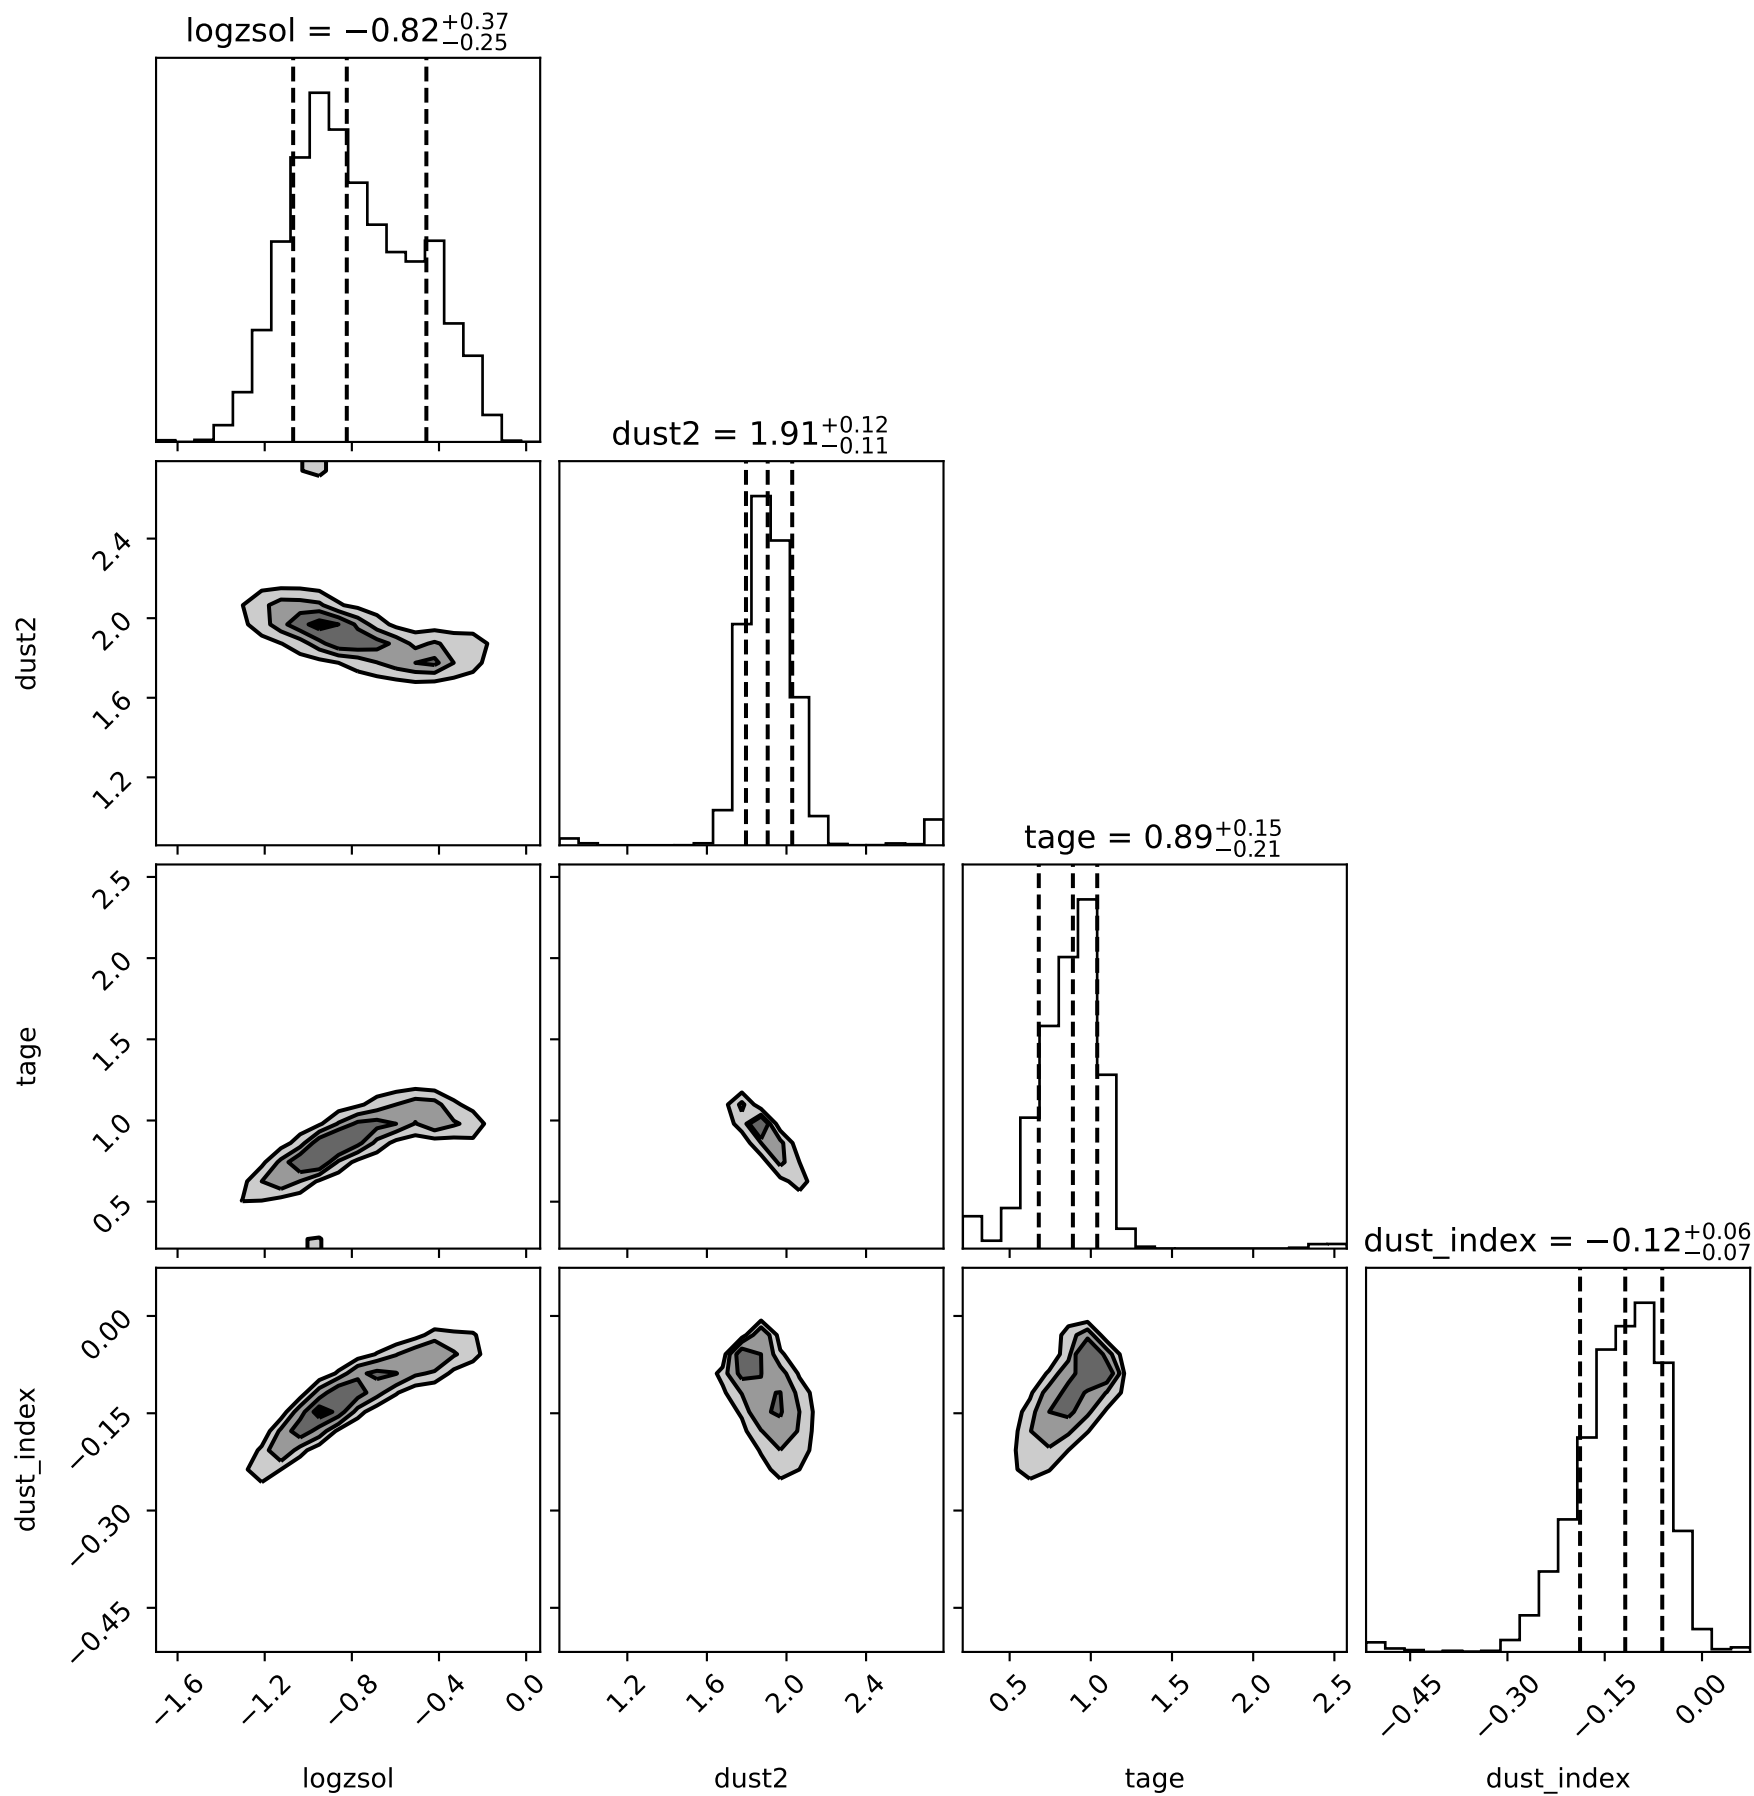 logzsol = −0.82 +0.37 −0.25
dust2 = 1.91 +0.12 −0.11
2.4
2.0
1.6
1.2
dust2
tage = 0.89 +0.15 −0.21
2.5
2.0
1.5
1.0
0.5
tage
dust_index = −0.12 +0.06 −0.07
0.00
−0.15
−0.30
−0.45
dust_index
−1.6 −1.2 −0.8 −0.4 0.0
1.2 1.6 2.0 2.4
0.5 1.0 1.5 2.0 2.5
−0.45 −0.30 −0.15 0.00
logzsol dust2 tage dust_index